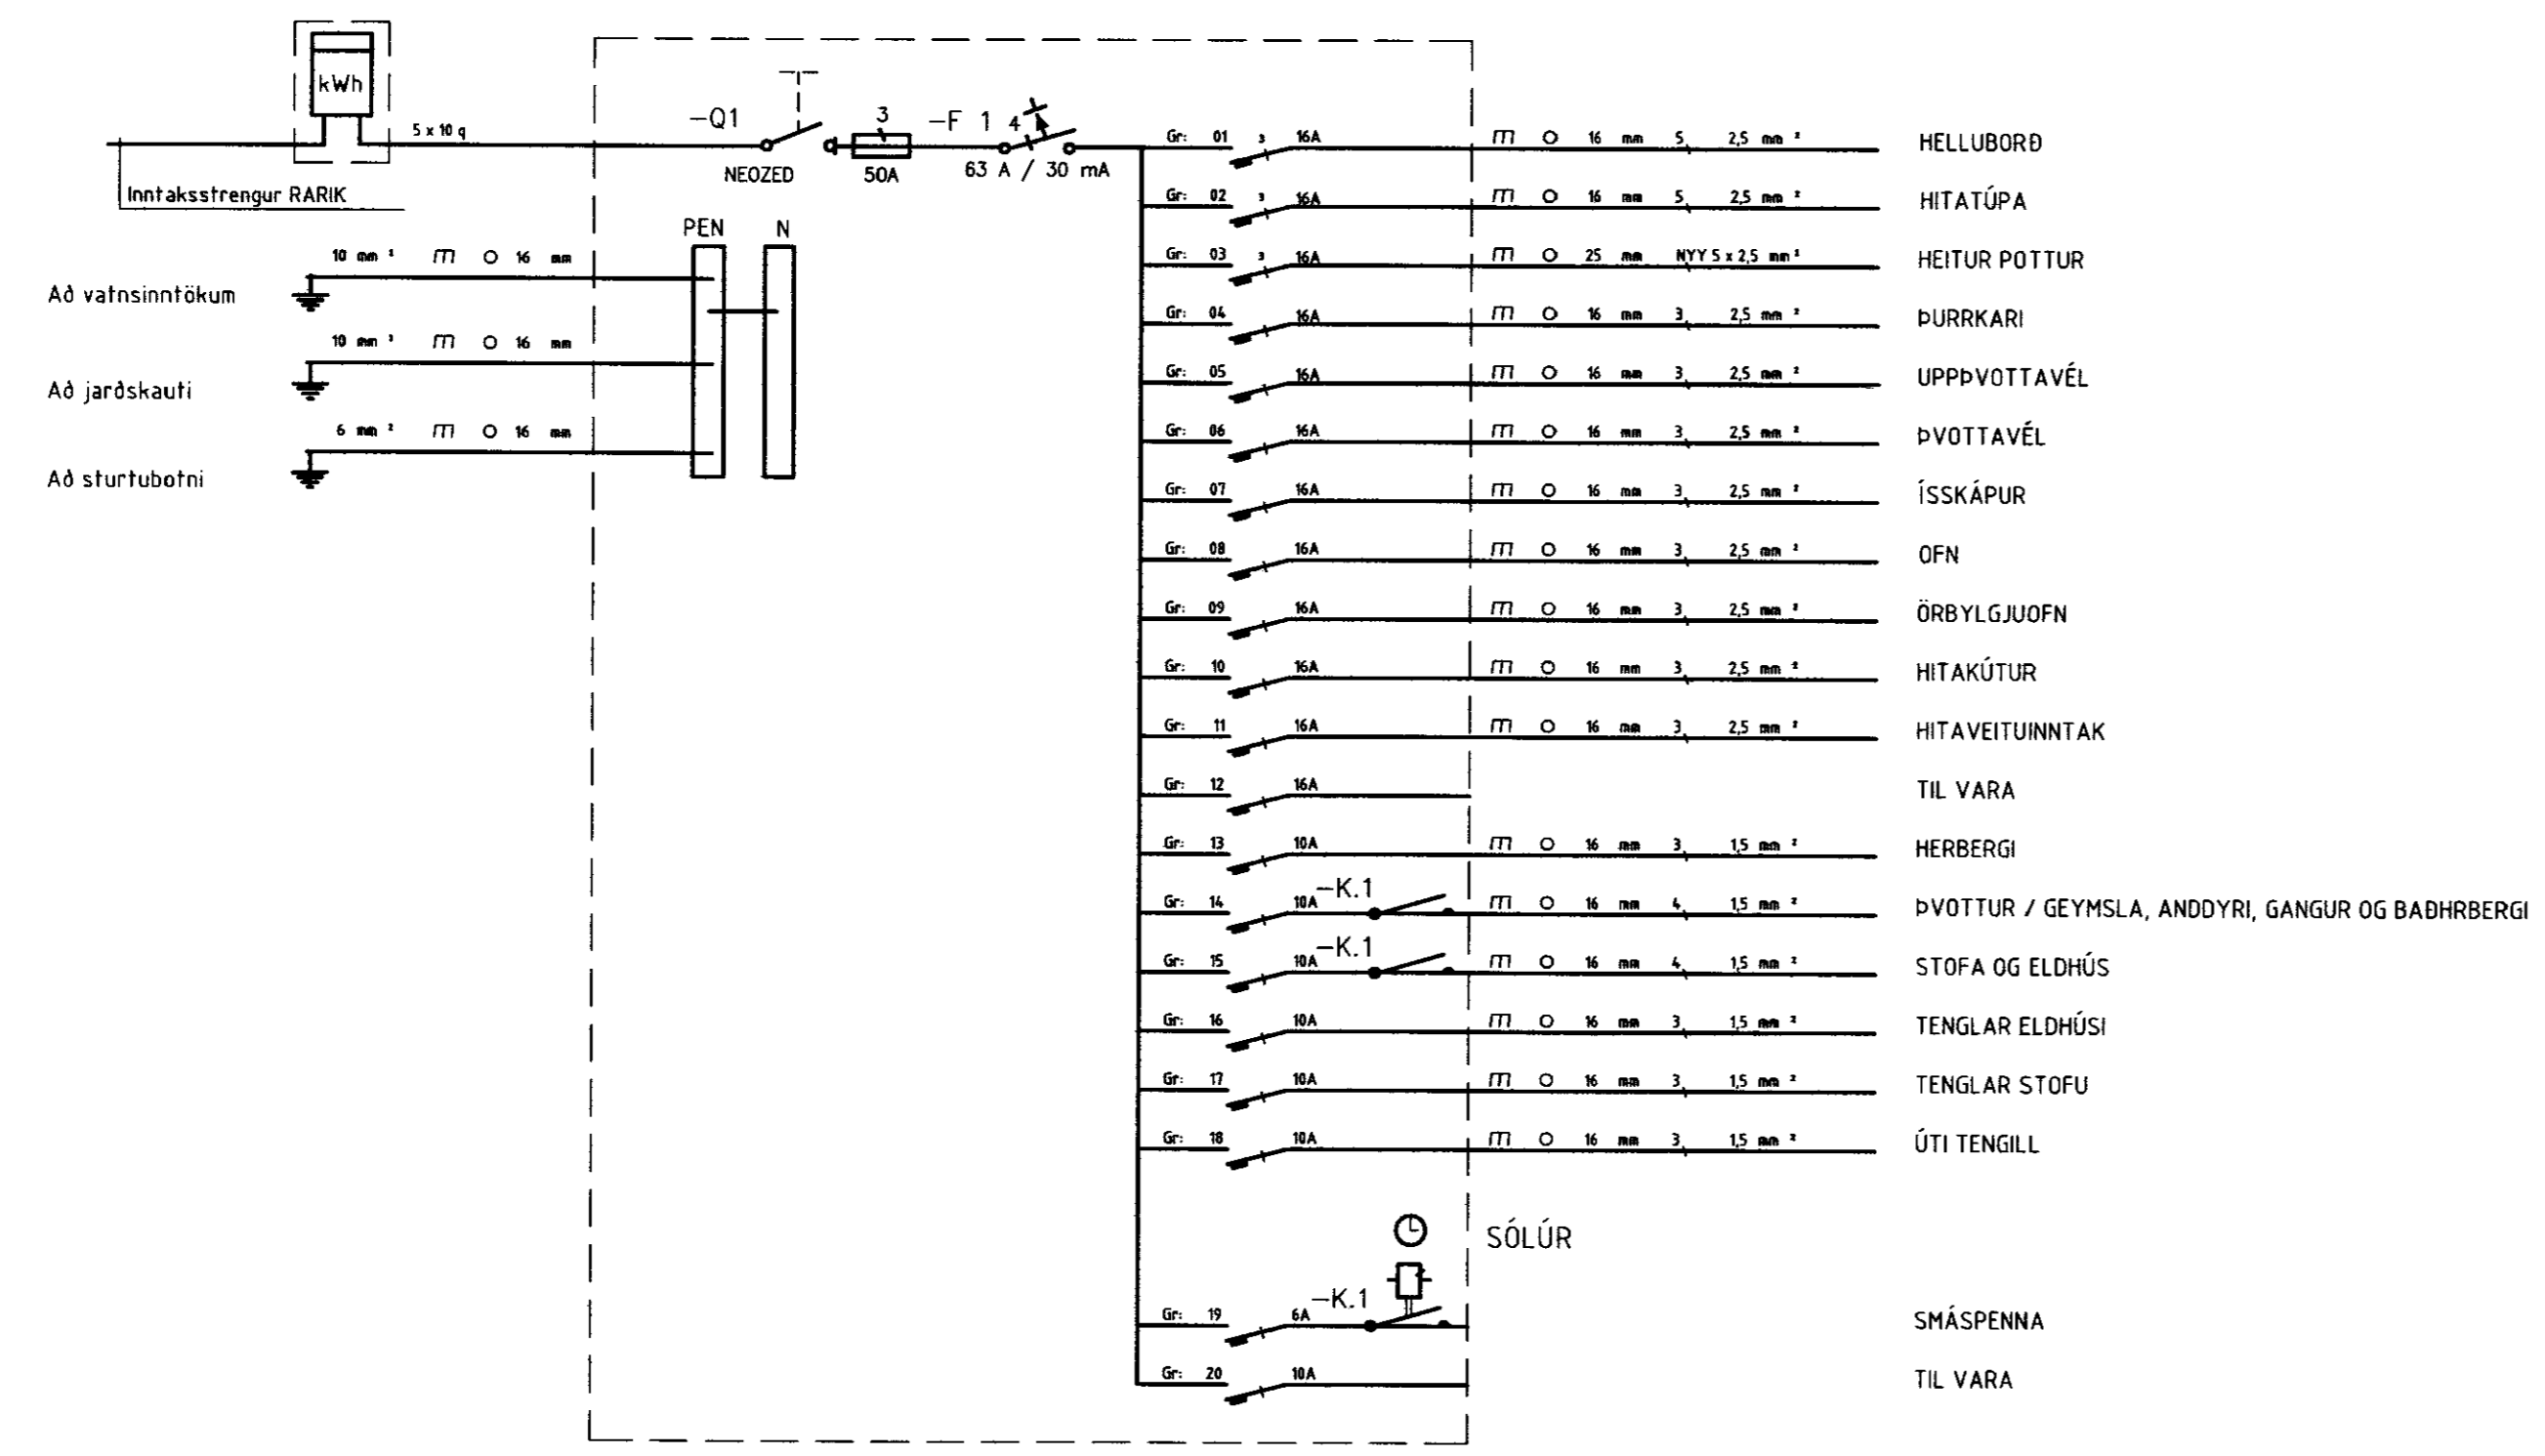 kWh
5 x 10 q
Inntaksstrengur RARIK
-Q1
NEOZED
3
50A
-F 1
4
63 A / 30 mA
PEN N
10 mm ² m O 16 mm
Að vatnsinntökum
10 mm ² m O 16 mm
Að jarðskauti
6 mm ² m O 16 mm
Að sturtubotni
Gr: 01 3 16A m O 16 mm 5 2,5 mm ² HELLUBORÐ
Gr: 02 3 16A m O 16 mm 5 2,5 mm ² HITATÚPA
Gr: 03 3 16A m O 25 mm NYY 5 x 2,5 mm ² HEITUR POTTUR
Gr: 04 16A m O 16 mm 3 2,5 mm ² ÞURRKARI
Gr: 05 16A m O 16 mm 3 2,5 mm ² UPPÞVOTTAVÉL
Gr: 06 16A m O 16 mm 3 2,5 mm ² ÞVOTTAVÉL
Gr: 07 16A m O 16 mm 3 2,5 mm ² ÍSSKÁPUR
Gr: 08 16A m O 16 mm 3 2,5 mm ² OFN
Gr: 09 16A m O 16 mm 3 2,5 mm ² ÖRBYLGJUOFN
Gr: 10 16A m O 16 mm 3 2,5 mm ² HITAKÚTUR
Gr: 11 16A m O 16 mm 3 2,5 mm ² HITAVEITUINNTAK
Gr: 12 16A TIL VARA
Gr: 13 10A m O 16 mm 3 1,5 mm ² HERBERGI
Gr: 14 10A -K.1 m O 16 mm 4 1,5 mm ² ÞVOTTUR / GEYMSLA, ANDDYRI, GANGUR OG BAÐHRBERGI
Gr: 15 10A -K.1 m O 16 mm 4 1,5 mm ² STOFA OG ELDHÚS
Gr: 16 10A m O 16 mm 3 1,5 mm ² TENGLAR ELDHÚSI
Gr: 17 10A m O 16 mm 3 1,5 mm ² TENGLAR STOFU
Gr: 18 10A m O 16 mm 3 1,5 mm ² ÚTI TENGILL
SÓLÚR
Gr: 19 6A -K.1 SMÁSPENNA
Gr: 20 10A TIL VARA